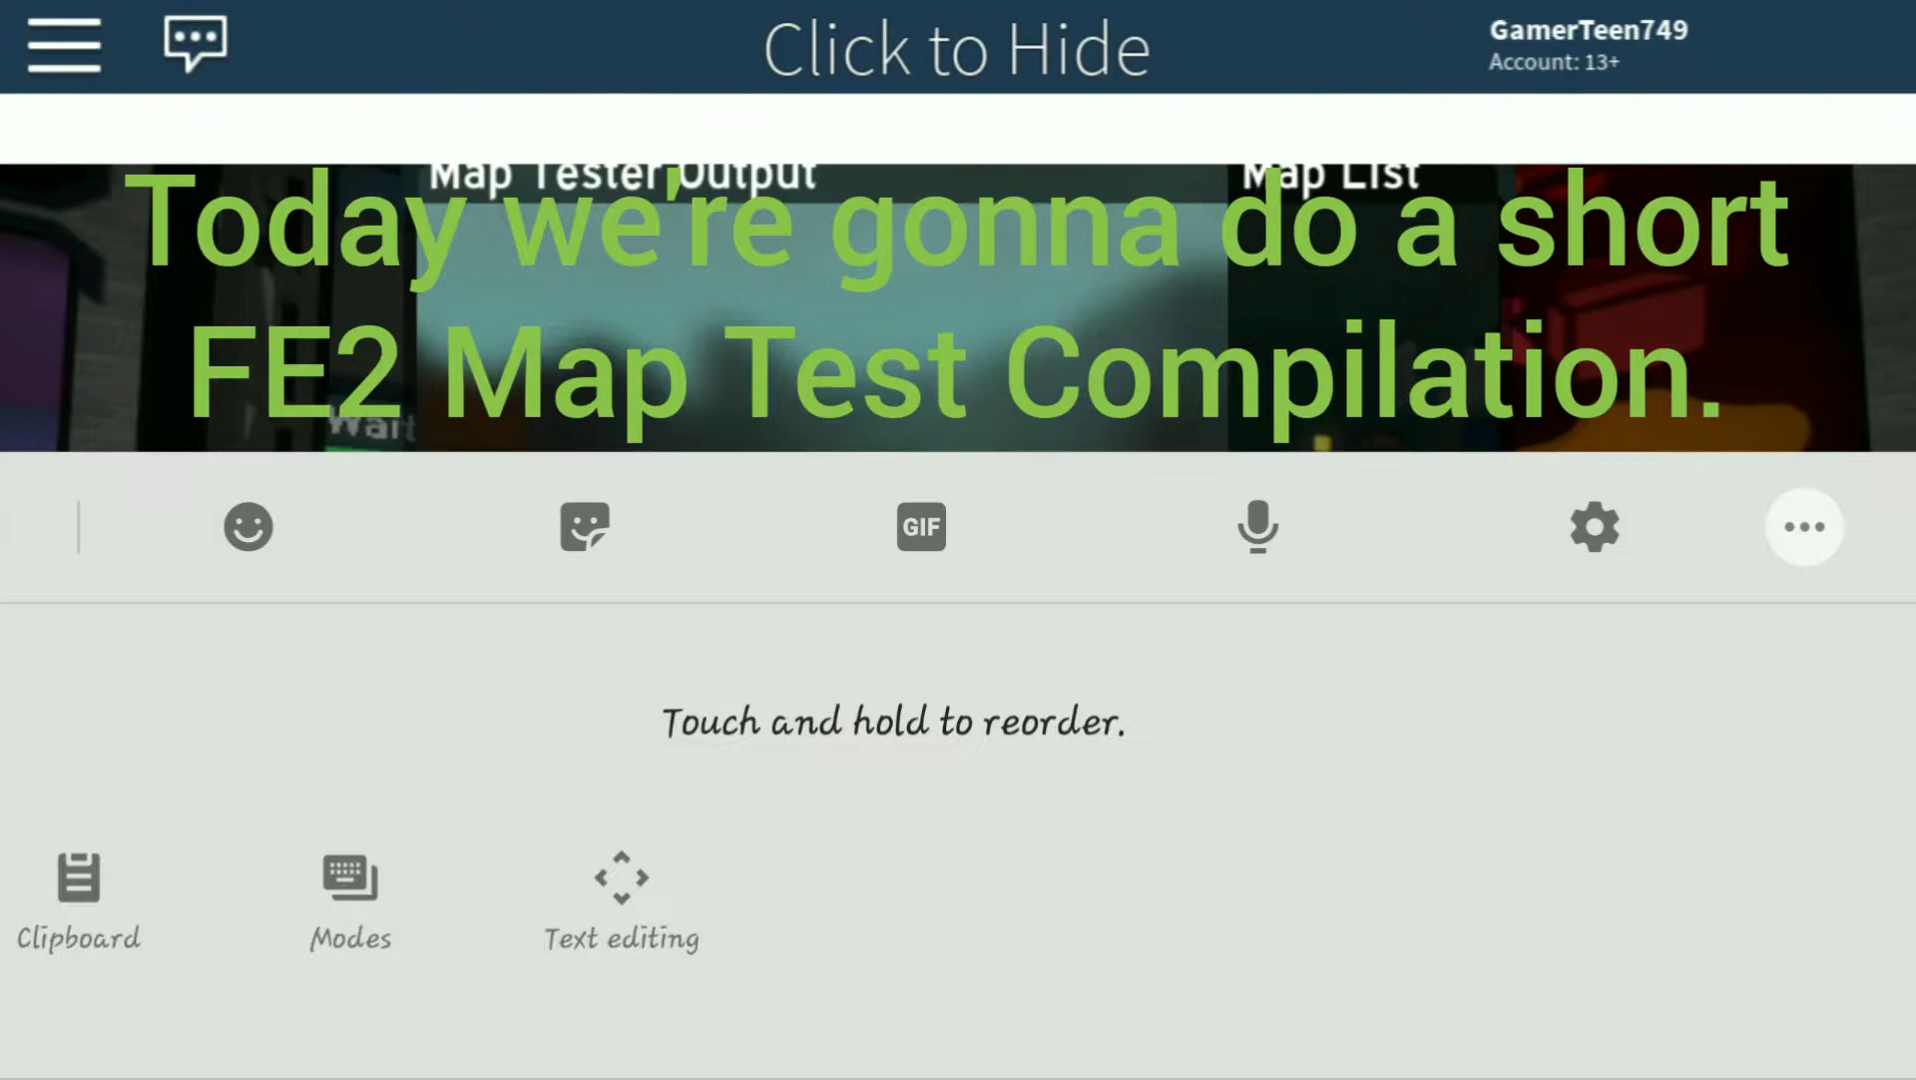 Click to Hide
GamerTeen749
Account: 13+
Map Tester Output
Map List
Today we're gonna do a short
FE2 Map Test Compilation.
Wait
GIF
Touch and hold to reorder.
Clipboard
Modes
Text editing